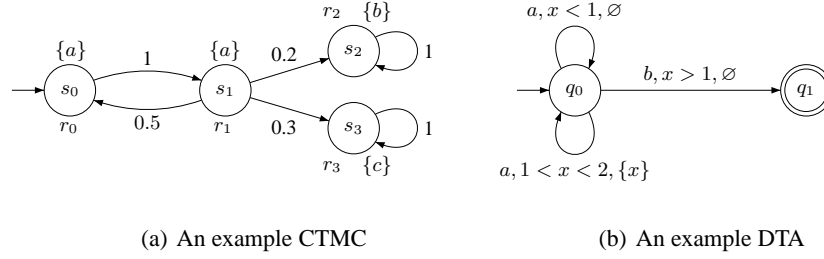 r2 {b}
{a} {a}
1 0.2
s0 s1 s2 1
0.5 0.3
r0 r1
s3 1
r3 {c}
(a) An example CTMC
a, x < 1, ∅
b, x > 1, ∅
q0 q1
a, 1 < x < 2, {x}
(b) An example DTA